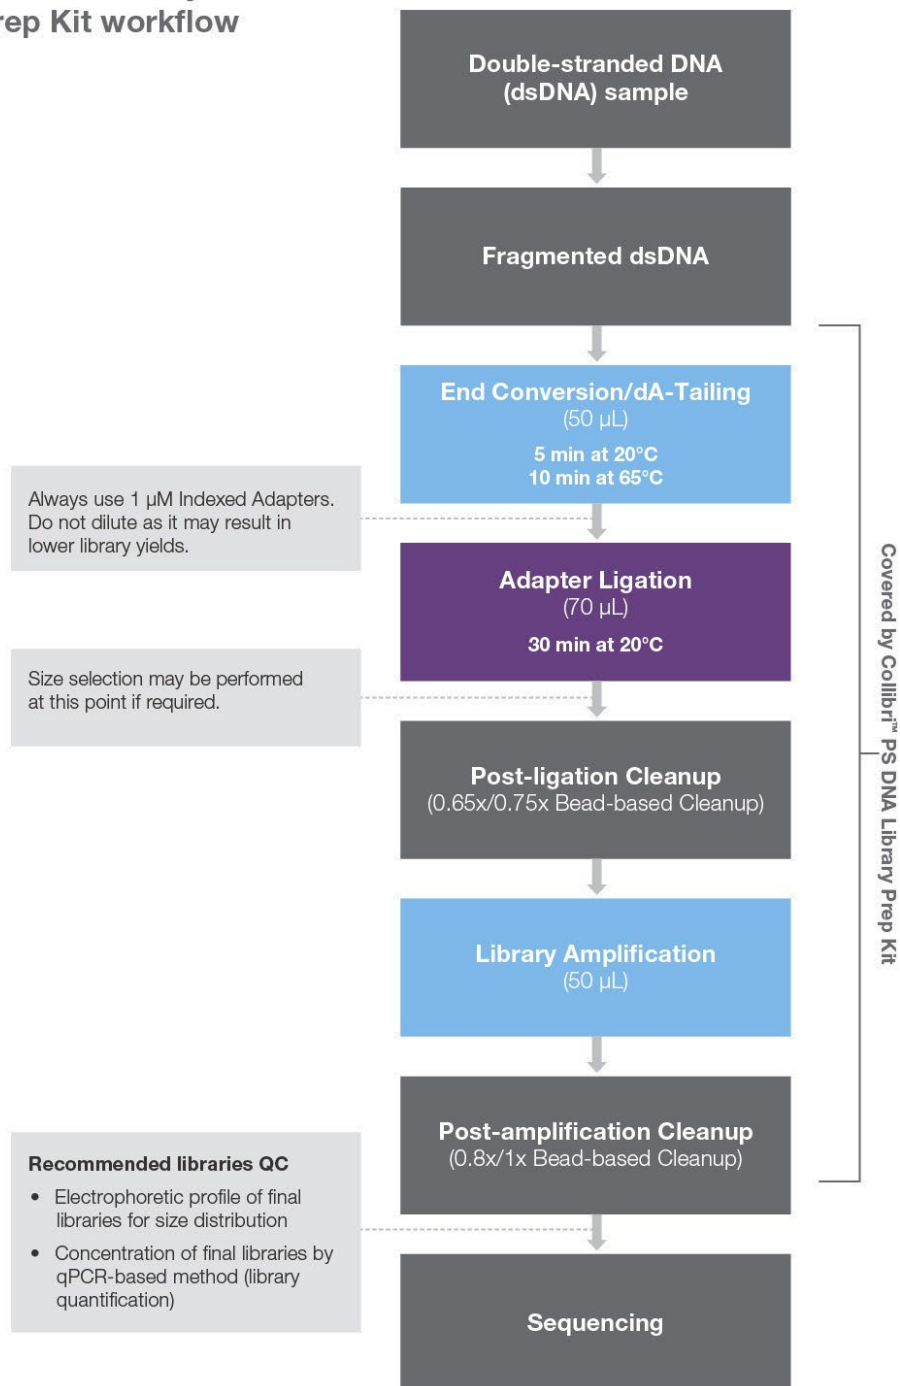 rep Kit workflow
Double-stranded DNA
(dsDNA) sample
Fragmented dsDNA
End Conversion/dA-Tailing
(50 µL)
5 min at 20°C
10 min at 65°C
Always use 1 µM Indexed Adapters.
Do not dilute as it may result in
lower library yields.
Adapter Ligation
(70 µL)
30 min at 20°C
Size selection may be performed
at this point if required.
Post-ligation Cleanup
(0.65x/0.75x Bead-based Cleanup)
Library Amplification
(50 µL)
Post-amplification Cleanup
(0.8x/1x Bead-based Cleanup)
Recommended libraries QC
• Electrophoretic profile of final
libraries for size distribution
• Concentration of final libraries by
qPCR-based method (library
quantification)
Sequencing
Covered by Collibri™ PS DNA Library Prep Kit